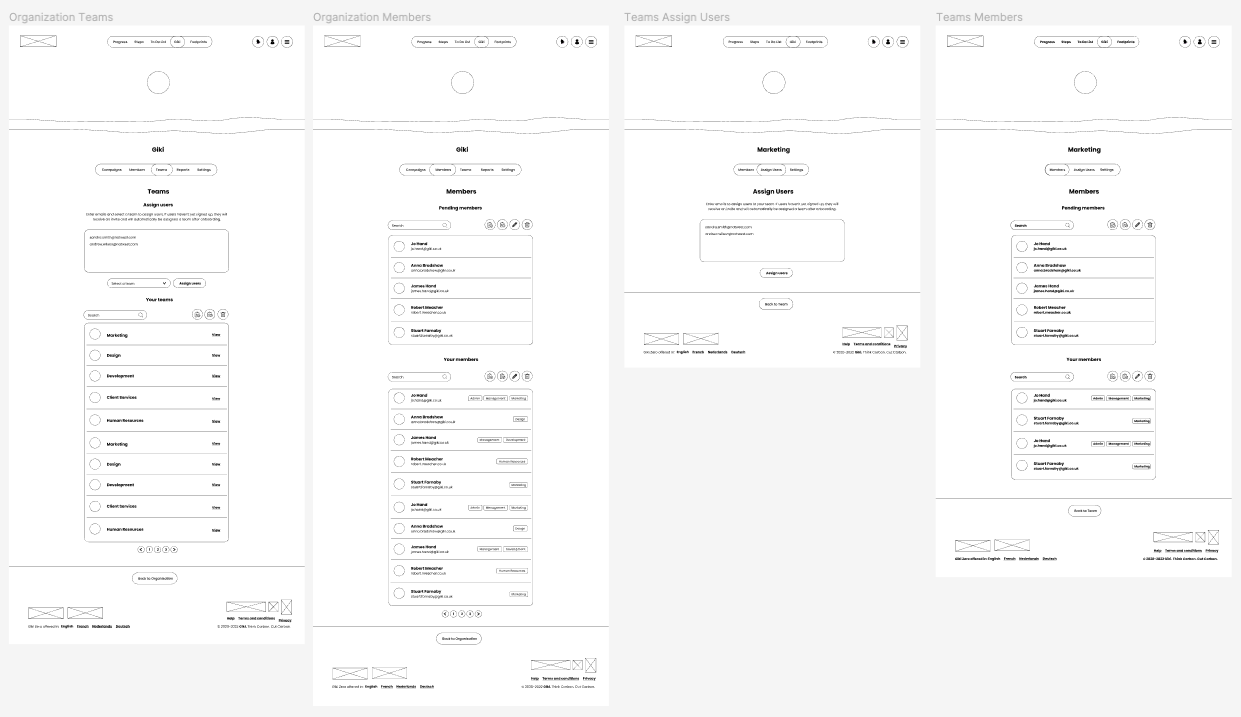 Organization Teams
Progress Steps To Do List Giki Footprints
Giki
Campaigns Members Teams Reports Settings
Teams
Assign users
Enter emails and select a team to assign users. If users haven't yet signed up, they will
receive an invite and will automatically be assigned a team after onboarding.
Select a team Assign users
Your teams
Search
Marketing View
Design View
Development View
Client Services View
Human Resources View
Marketing View
Design View
Development View
Client Services View
Human Resources View
1 2 3
Back to Organisation
Help Terms and conditions Privacy
Giki Zero offered in: English French Nederlands Deutsch
© 2020-2022 Giki. Think Carbon. Cut Carbon.
Organization Members
Progress Steps To Do List Giki Footprints
Giki
Campaigns Members Teams Reports Settings
Members
Pending members
Search
Jo Hand
jo.hand@giki.co.uk
Anna Bradshaw
anna.bradshaw@giki.co.uk
James Hand
james.hand@giki.co.uk
Robert Meacher
robert.meacher.co.uk
Stuart Farnaby
stuart.farnaby@giki.co.uk
Your members
Search
Jo Hand
jo.hand@giki.co.uk
Admin Management Marketing
Anna Bradshaw
anna.bradshaw@giki.co.uk
Design
James Hand
james.hand@giki.co.uk
Management Development
Robert Meacher
robert.meacher.co.uk
Human Resources
Stuart Farnaby
stuart.farnaby@giki.co.uk
Marketing
Jo Hand
jo.hand@giki.co.uk
Admin Management Marketing
Anna Bradshaw
anna.bradshaw@giki.co.uk
Design
James Hand
james.hand@giki.co.uk
Management Development
Robert Meacher
robert.meacher.co.uk
Human Resources
Stuart Farnaby
stuart.farnaby@giki.co.uk
Marketing
1 2 3
Back to Organisation
Help Terms and conditions Privacy
Giki Zero offered in: English French Nederlands Deutsch
© 2020-2022 Giki. Think Carbon. Cut Carbon.
Teams Assign Users
Progress Steps To Do List Giki Footprints
Marketing
Members Assign Users Settings
Assign Users
Enter emails to assign users to your team. If users haven't yet signed up, they will
receive an invite and will automatically be assigned a team after onboarding.
Assign users
Back to Team
Help Terms and conditions Privacy
Giki Zero offered in: English French Nederlands Deutsch
© 2020-2022 Giki. Think Carbon. Cut Carbon.
Teams Members
Progress Steps To Do List Giki Footprints
Marketing
Members Assign Users Settings
Members
Pending members
Search
Jo Hand
jo.hand@giki.co.uk
Anna Bradshaw
anna.bradshaw@giki.co.uk
James Hand
james.hand@giki.co.uk
Robert Meacher
robert.meacher.co.uk
Stuart Farnaby
stuart.farnaby@giki.co.uk
Your members
Search
Jo Hand
jo.hand@giki.co.uk
Admin Management Marketing
Stuart Farnaby
stuart.farnaby@giki.co.uk
Marketing
Jo Hand
jo.hand@giki.co.uk
Admin Management Marketing
Stuart Farnaby
stuart.farnaby@giki.co.uk
Marketing
Back to Team
Help Terms and conditions Privacy
Giki Zero offered in: English French Nederlands Deutsch
© 2020-2022 Giki. Think Carbon. Cut Carbon.